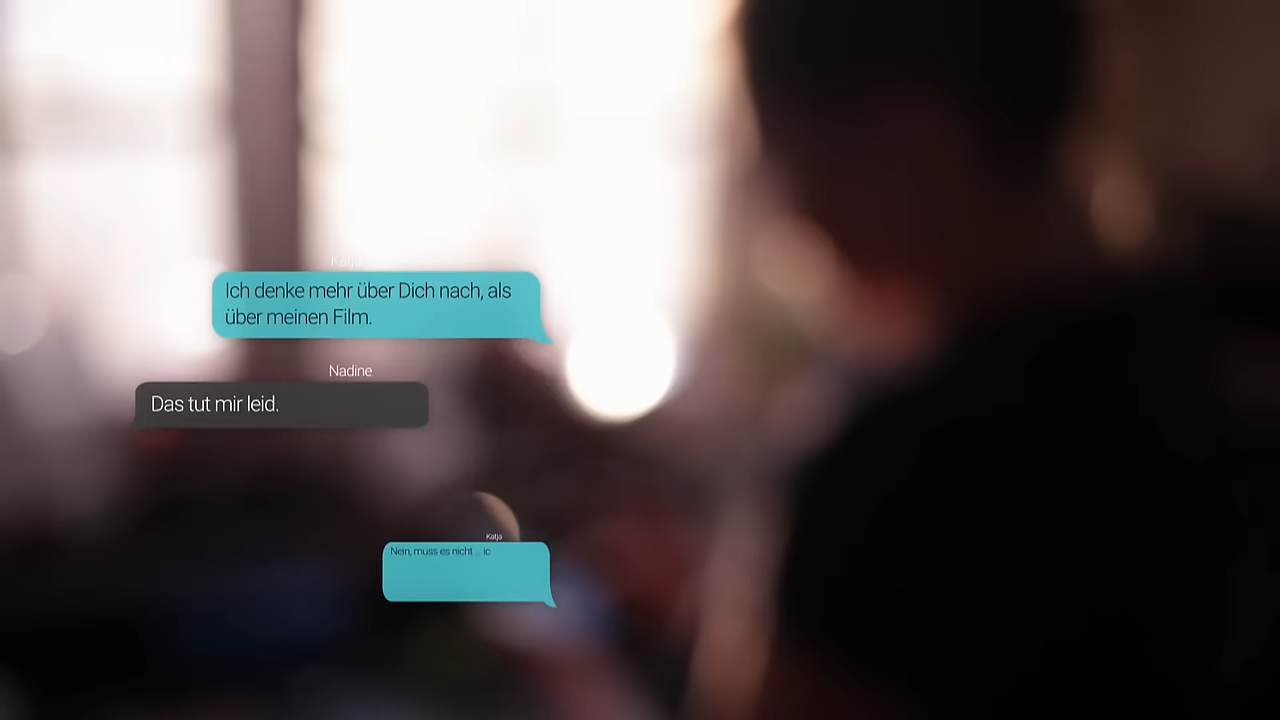 Katja
Ich denke mehr über Dich nach, als
über meinen Film.
Nadine
Das tut mir leid.
Katja
Nein, muss es nicht ... ic